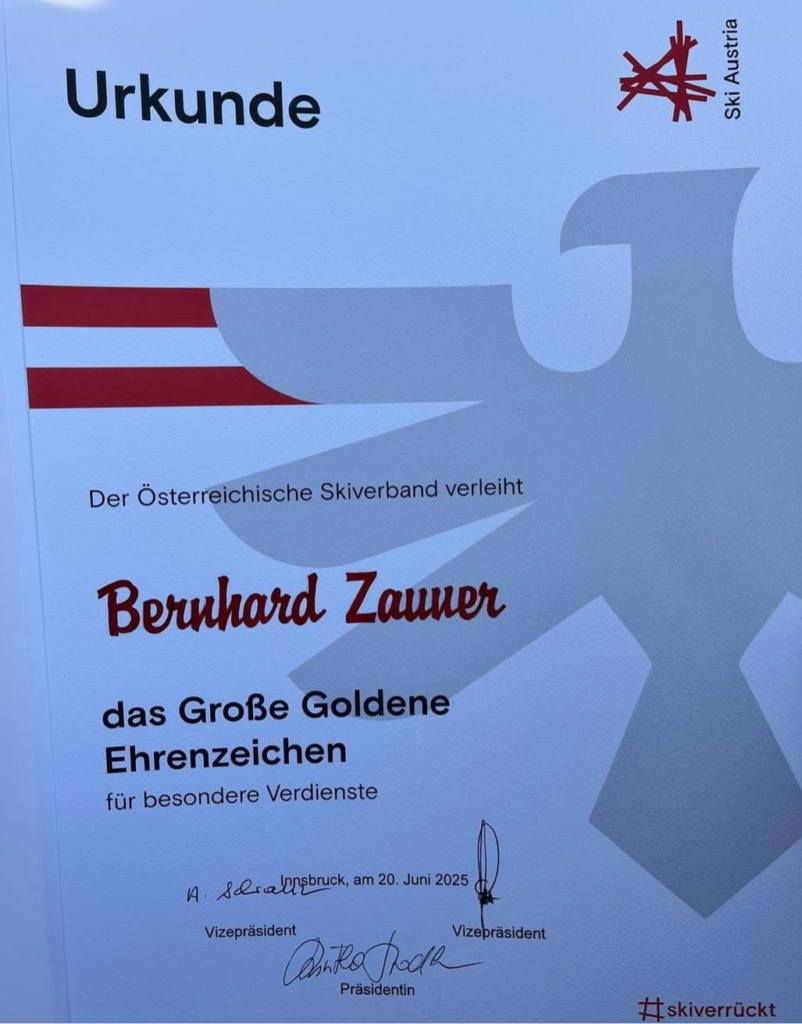 Urkunde
Ski Austria
Der Österreichische Skiverband verleiht
Bernhard Zauner
das Große Goldene
Ehrenzeichen
für besondere Verdienste
Innsbruck, am 20. Juni 2025
Vizepräsident
Vizepräsident
Präsidentin
#skiverrückt